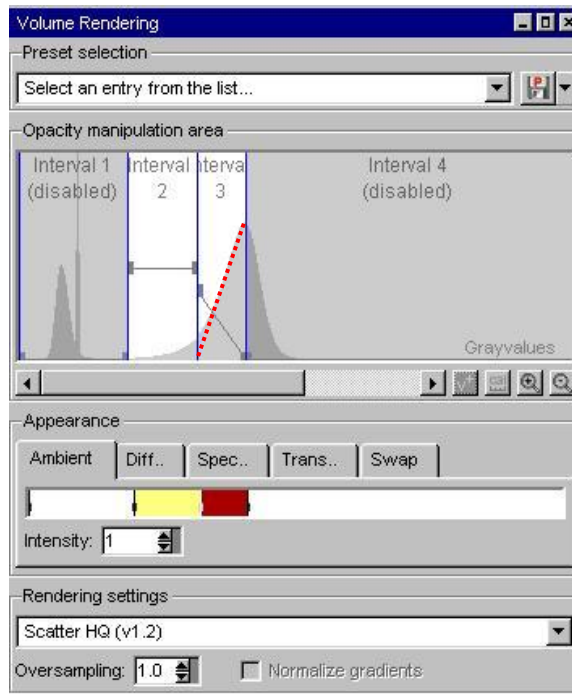 Volume Rendering
Preset selection
Select an entry from the list...
P
Opacity manipulation area
Interval 1 Interval nterva Interval 4
(disabled) 2 3 (disabled)
Grayvalues
Appearance
Ambient Diff.. Spec.. Trans.. Swap
Intensity: 1
Rendering settings
Scatter HQ (v1.2)
Oversampling: 1.0 Normalize gradients